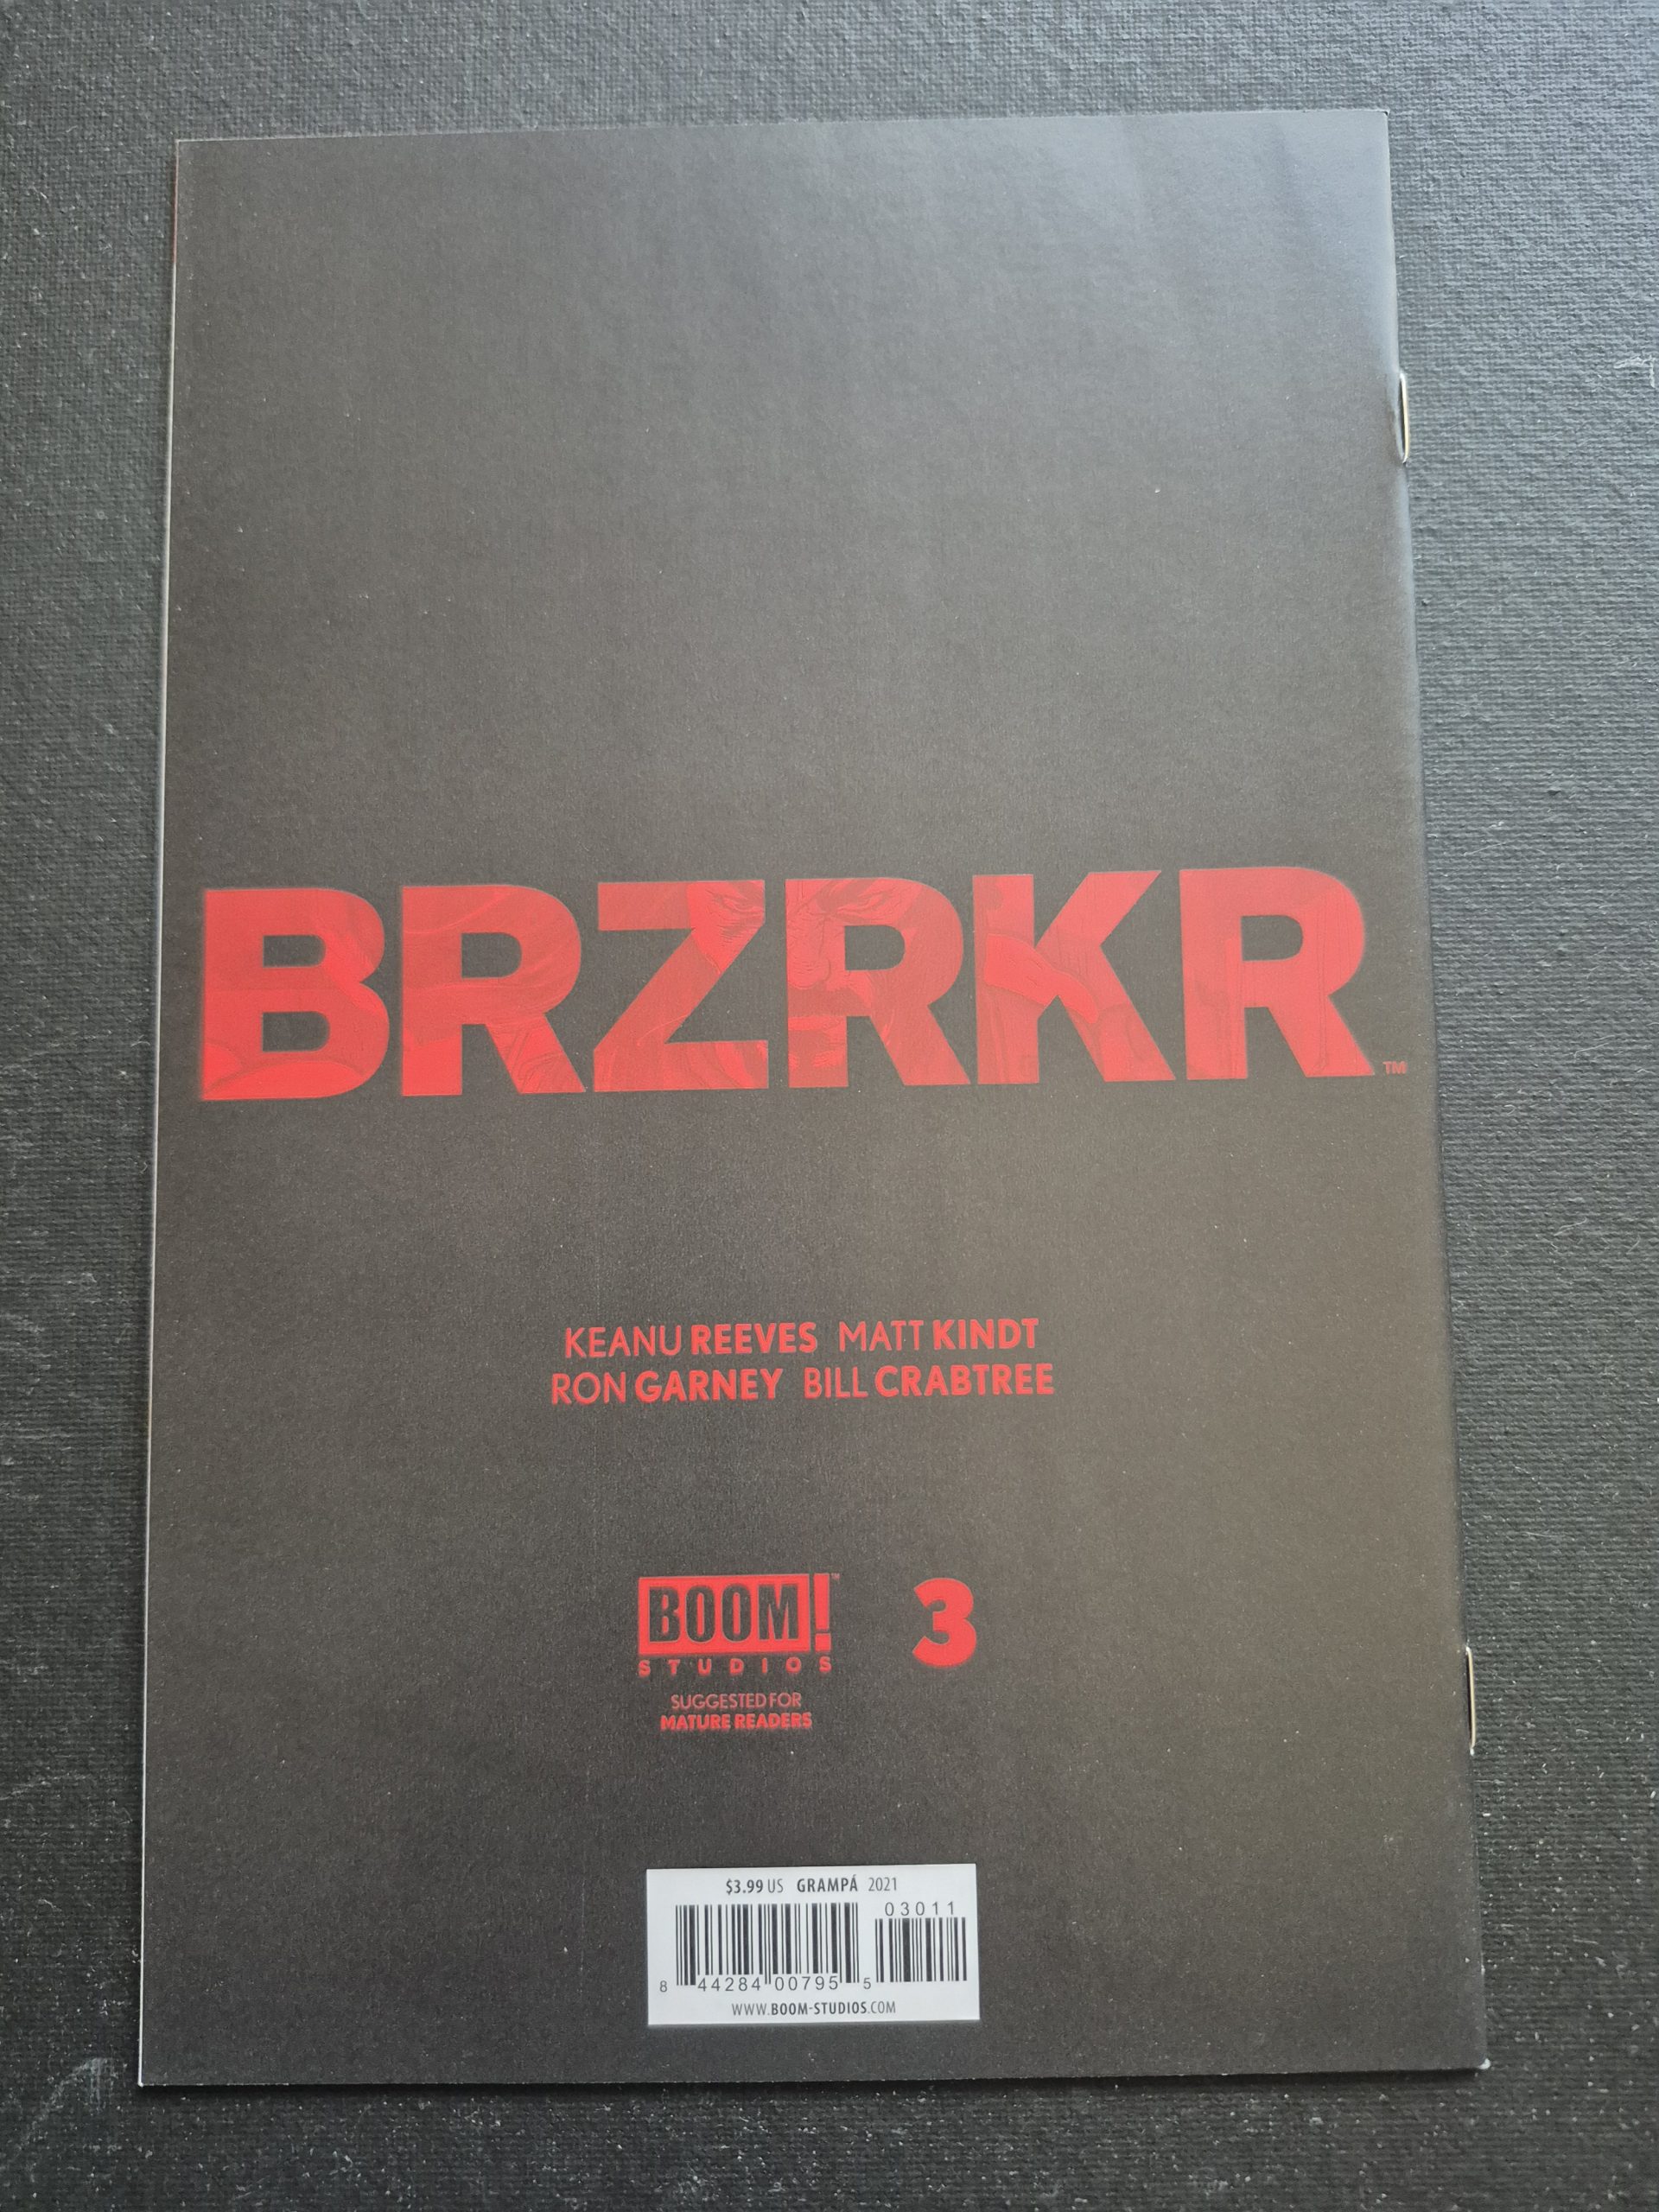 BRZRKR™
KEANU REEVES MATT KINDT
RON GARNEY BILL CRABTREE
BOOM!™
STUDIOS
3
SUGGESTED FOR
MATURE READERS
$3.99 US GRAMPÁ 2021
03011
8 44284 00795 5
WWW.BOOM-STUDIOS.COM